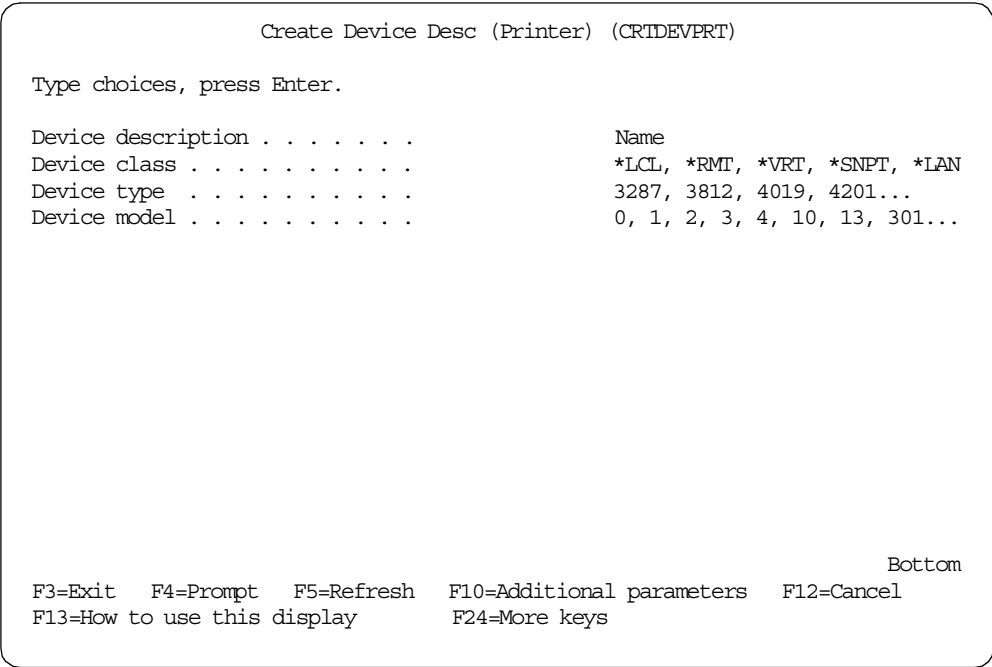 Create Device Desc (Printer) (CRTDEVPRT)
Type choices, press Enter.
Device description . . . . . . . Name
Device class . . . . . . . . . . *LCL, *RMT, *VRT, *SNPT, *LAN
Device type . . . . . . . . . . 3287, 3812, 4019, 4201...
Device model . . . . . . . . . . 0, 1, 2, 3, 4, 10, 13, 301...
Bottom
F3=Exit F4=Prompt F5=Refresh F10=Additional parameters F12=Cancel
F13=How to use this display F24=More keys